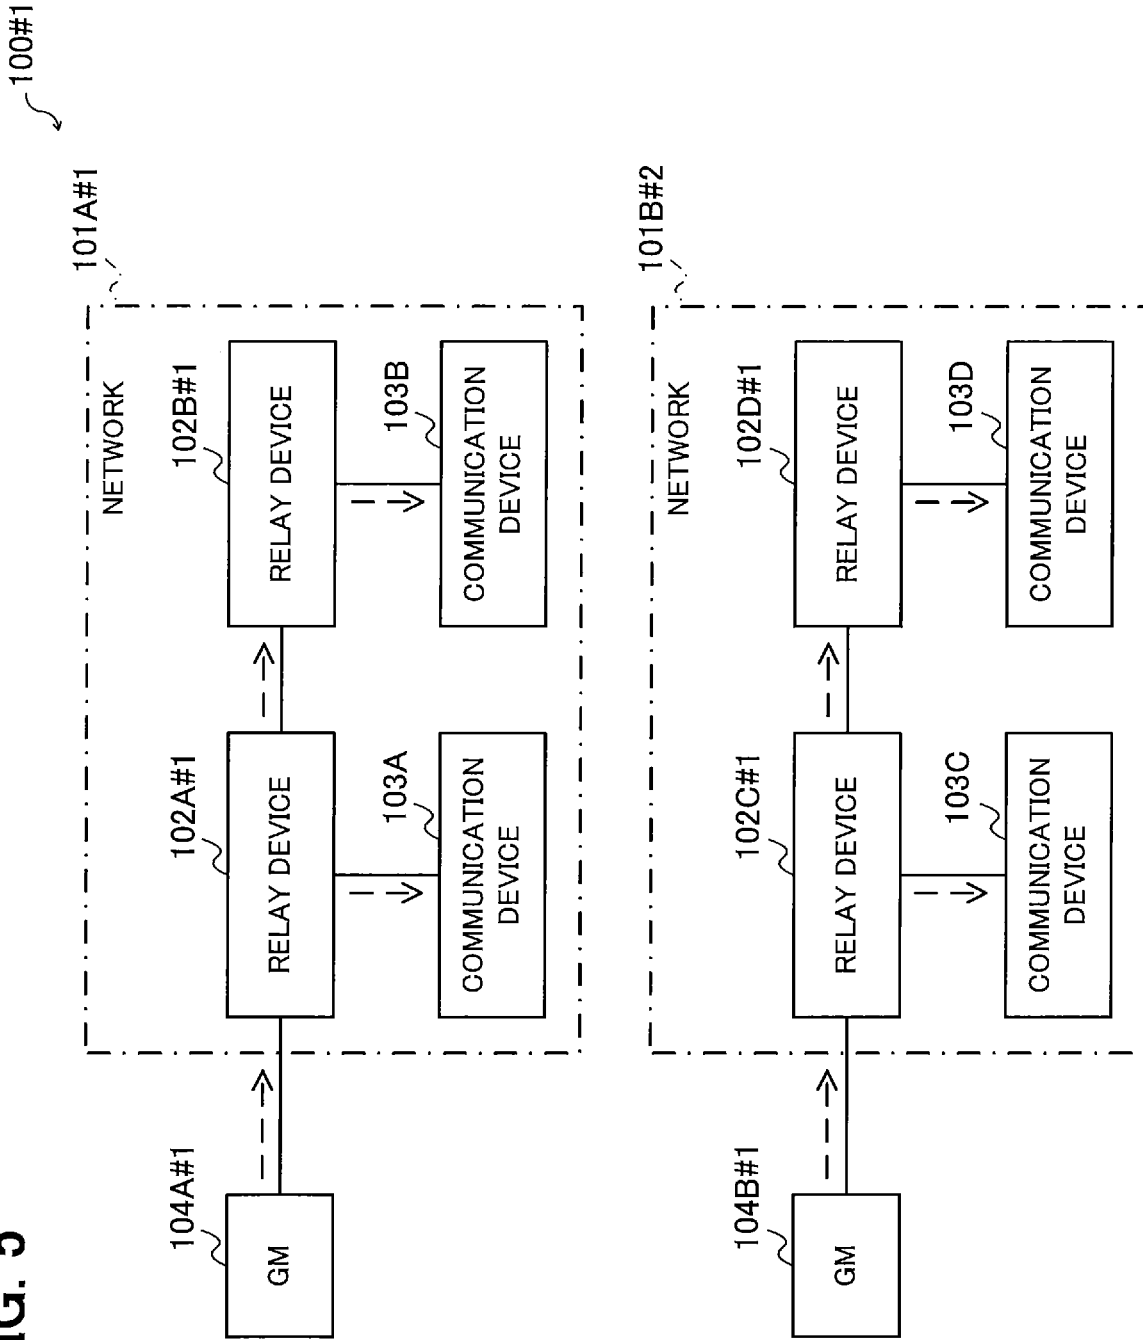 IG. 5
100#1
101A#1
NETWORK
104A#1
GM
102A#1
RELAY DEVICE
102B#1
RELAY DEVICE
103A
COMMUNICATION
DEVICE
103B
COMMUNICATION
DEVICE
101B#2
NETWORK
104B#1
GM
102C#1
RELAY DEVICE
102D#1
RELAY DEVICE
103C
COMMUNICATION
DEVICE
103D
COMMUNICATION
DEVICE